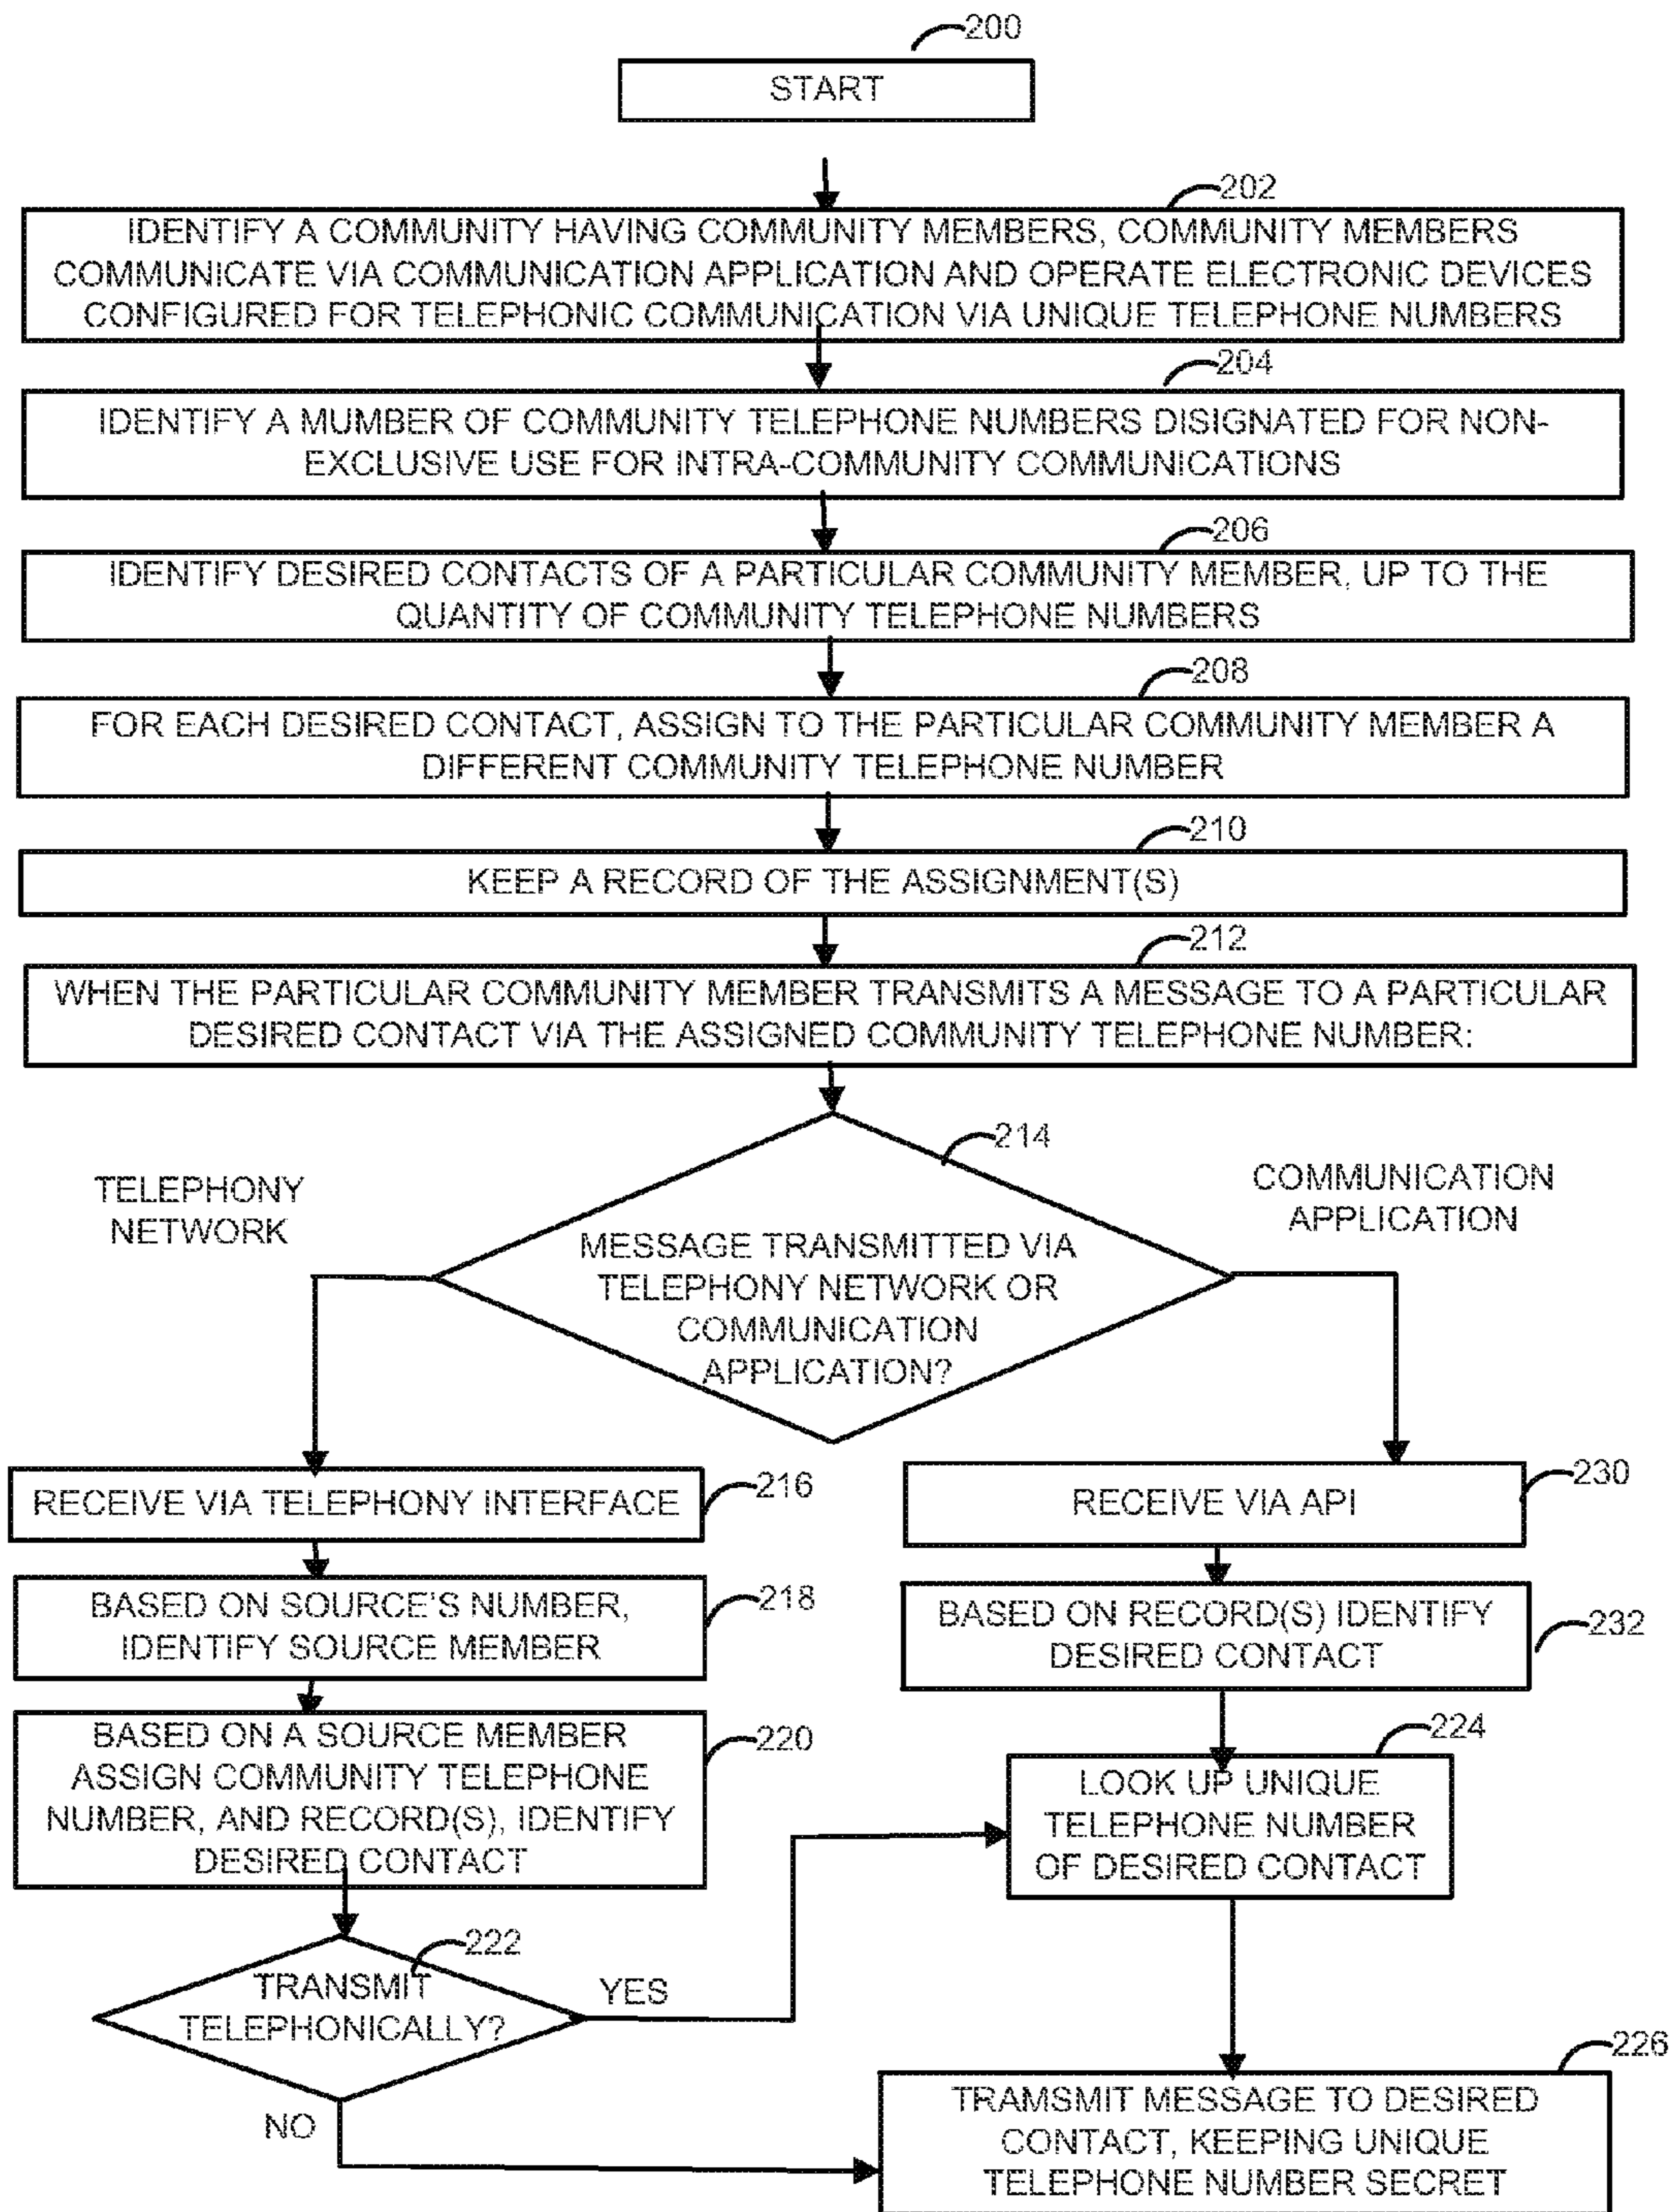 200
START
202
IDENTIFY A COMMUNITY HAVING COMMUNITY MEMBERS, COMMUNITY MEMBERS
COMMUNICATE VIA COMMUNICATION APPLICATION AND OPERATE ELECTRONIC DEVICES
CONFIGURED FOR TELEPHONIC COMMUNICATION VIA UNIQUE TELEPHONE NUMBERS
204
IDENTIFY A MUMBER OF COMMUNITY TELEPHONE NUMBERS DISIGNATED FOR NON-
EXCLUSIVE USE FOR INTRA-COMMUNITY COMMUNICATIONS
206
IDENTIFY DESIRED CONTACTS OF A PARTICULAR COMMUNITY MEMBER, UP TO THE
QUANTITY OF COMMUNITY TELEPHONE NUMBERS
208
FOR EACH DESIRED CONTACT, ASSIGN TO THE PARTICULAR COMMUNITY MEMBER A
DIFFERENT COMMUNITY TELEPHONE NUMBER
210
KEEP A RECORD OF THE ASSIGNMENT(S)
212
WHEN THE PARTICULAR COMMUNITY MEMBER TRANSMITS A MESSAGE TO A PARTICULAR
DESIRED CONTACT VIA THE ASSIGNED COMMUNITY TELEPHONE NUMBER:
214
TELEPHONY
NETWORK
COMMUNICATION
APPLICATION
MESSAGE TRANSMITTED VIA
TELEPHONY NETWORK OR
COMMUNICATION
APPLICATION?
RECEIVE VIA TELEPHONY INTERFACE
216
BASED ON SOURCE'S NUMBER,
IDENTIFY SOURCE MEMBER
218
BASED ON A SOURCE MEMBER
ASSIGN COMMUNITY TELEPHONE
NUMBER, AND RECORD(S), IDENTIFY
DESIRED CONTACT
220
222
TRANSMIT
TELEPHONICALLY?
YES
NO
RECEIVE VIA API
230
BASED ON RECORD(S) IDENTIFY
DESIRED CONTACT
232
224
LOOK UP UNIQUE
TELEPHONE NUMBER
OF DESIRED CONTACT
226
TRAMSMIT MESSAGE TO DESIRED
CONTACT, KEEPING UNIQUE
TELEPHONE NUMBER SECRET